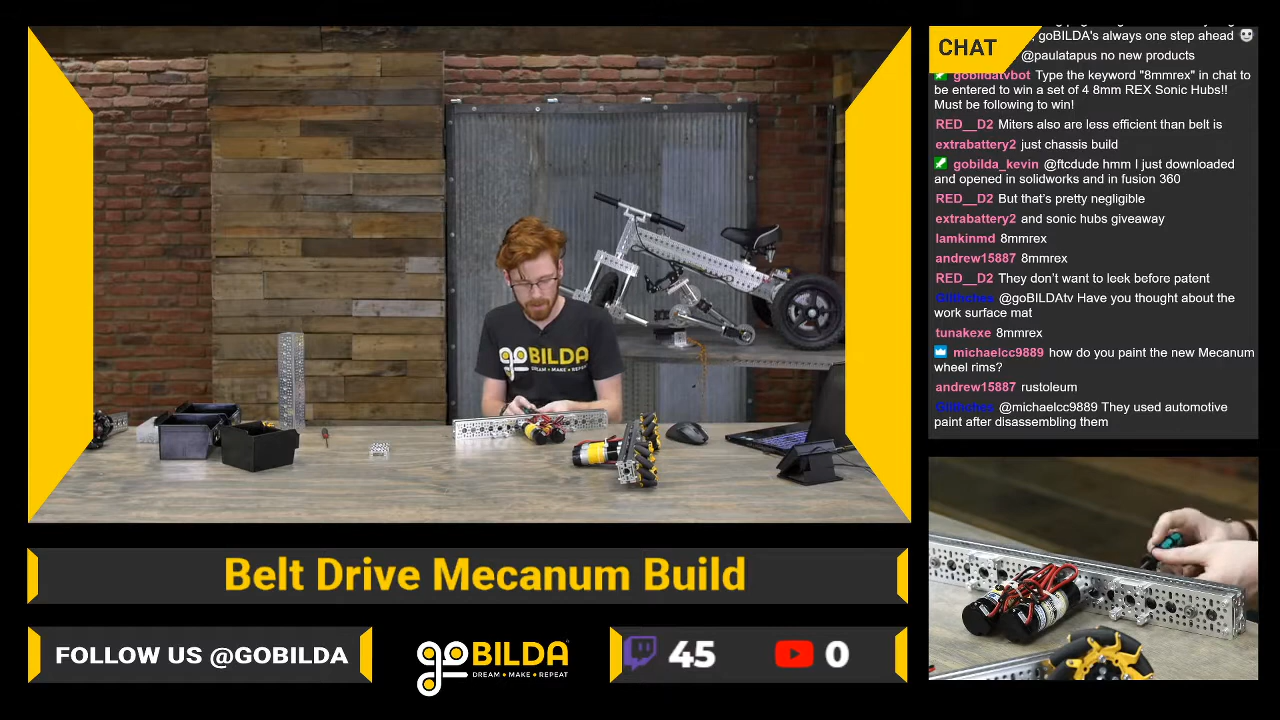 CHAT
, goBILDA's always one step ahead
@paulatapus no new products
gobildatvbot Type the keyword "8mmrex" in chat to
be entered to win a set of 4 8mm REX Sonic Hubs!!
Must be following to win!
RED__D2 Miters also are less efficient than belt is
extrabattery2 just chassis build
gobilda_kevin @ftcdude hmm I just downloaded
and opened in solidworks and in fusion 360
RED__D2 But that's pretty negligible
extrabattery2 and sonic hubs giveaway
lamkinmd 8mmrex
andrew15887 8mmrex
RED__D2 They don't want to leek before patent
@goBILDAtv Have you thought about the
work surface mat
tunakexe 8mmrex
michaelcc9889 how do you paint the new Mecanum
wheel rims?
andrew15887 rustoleum
@michaelcc9889 They used automotive
paint after disassembling them
goBILDA
DREAM • MAKE • REPEAT
Belt Drive Mecanum Build
FOLLOW US @GOBILDA
goBILDA
DREAM • MAKE • REPEAT
45
0